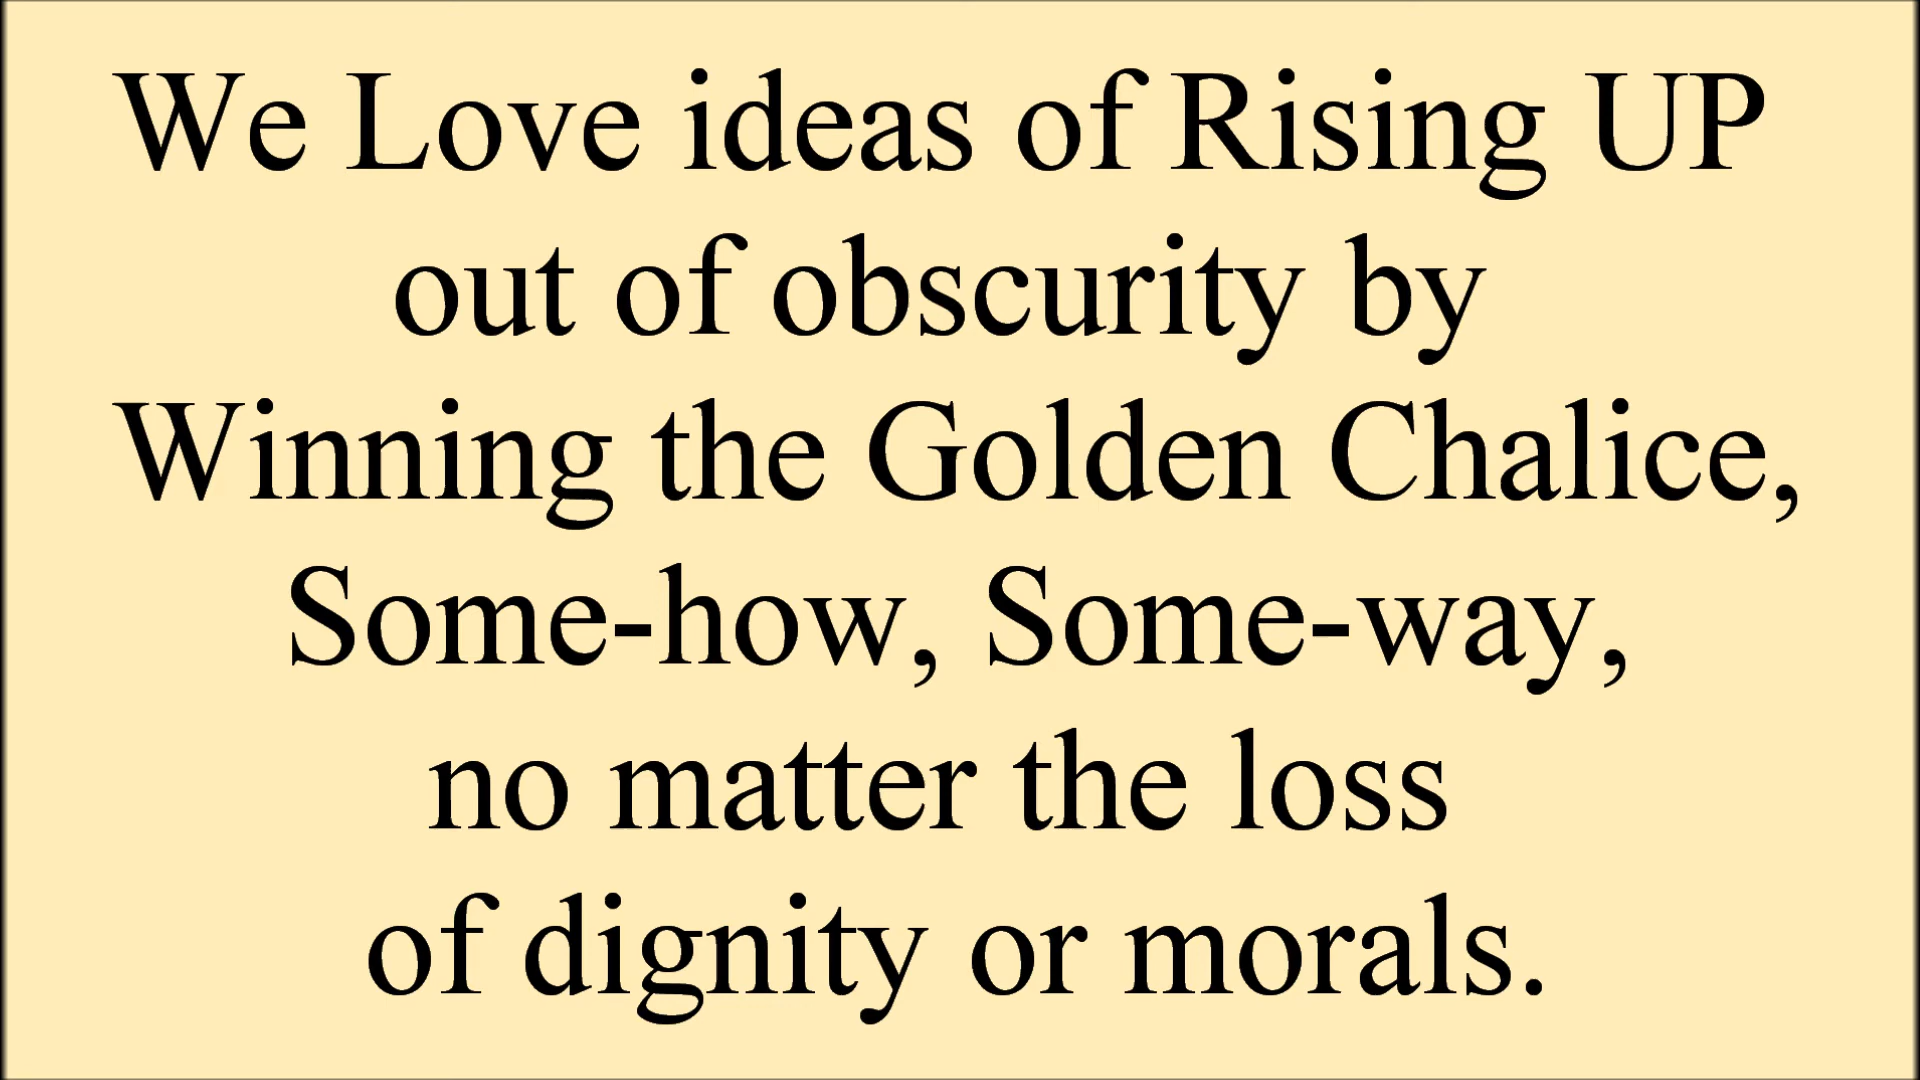 We Love ideas of Rising UP
out of obscurity by
Winning the Golden Chalice,
Some-how, Some-way,
no matter the loss
of dignity or morals.